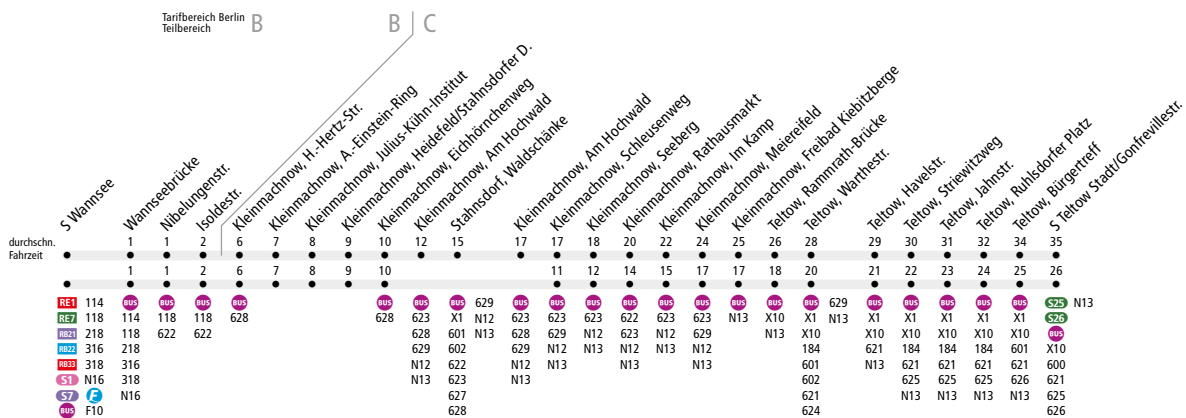 Tarifbereich Berlin
Teilbereich
B
B
C
S Wannsee
Wannseebrücke
Nibelungenstr.
Isoldestr.
Kleinmachnow, H.-Hertz-Str.
Kleinmachnow, A.-Einstein-Ring
Kleinmachnow, Julius-Kühn-Institut
Kleinmachnow, Heidefeld/Stahnsdorfer D.
Kleinmachnow, Eichhörnchenweg
Kleinmachnow, Am Hochwald
Stahnsdorf, Waldschänke
Kleinmachnow, Am Hochwald
Kleinmachnow, Schleusenweg
Kleinmachnow, Seeberg
Kleinmachnow, Rathausmarkt
Kleinmachnow, Im Kamp
Kleinmachnow, Meiereifeld
Kleinmachnow, Freibad Kiebitzberge
Teltow, Rammrath-Brücke
Teltow, Warthestr.
Teltow, Havelstr.
Teltow, Striewitzweg
Teltow, Jahnstr.
Teltow, Ruhlsdorfer Platz
Teltow, Bürgertreff
S Teltow Stadt/Gonfrevillestr.
durchschn. 1 1 2 6 7 8 9 10 12 15 17 17 18 20 22 24 25 26 28 29 30 31 32 34 35
Fahrzeit
1 1 2 6 7 8 9 10 11 12 14 15 17 17 18 20 21 22 23 24 25 26
RE1 114 BUS BUS BUS BUS BUS BUS BUS 629 BUS BUS BUS BUS BUS BUS BUS BUS BUS 629 BUS BUS BUS BUS BUS S25 N13
RE7 118 114 118 118 628 628 623 X1 N12 623 623 622 622 623 623 N13 X10 X1 N13 X1 X1 X1 X1 X1 S26
RB21 218 118 622 622 628 601 N13 628 629 N12 623 N12 629 N13 X10 X10 X10 X10 X10 X10 BUS
RB22 316 218 629 602 629 N12 N13 N12 N13 N12 184 621 184 184 184 601 X10
RB33 318 316 N12 622 N12 N13 N13 N13 601 N13 621 621 621 621 600
S1 N16 318 N13 623 N13 602 625 625 625 626 621
S7 F N16 627 621 N13 N13 N13 N13 625
BUS F10 628 624 626